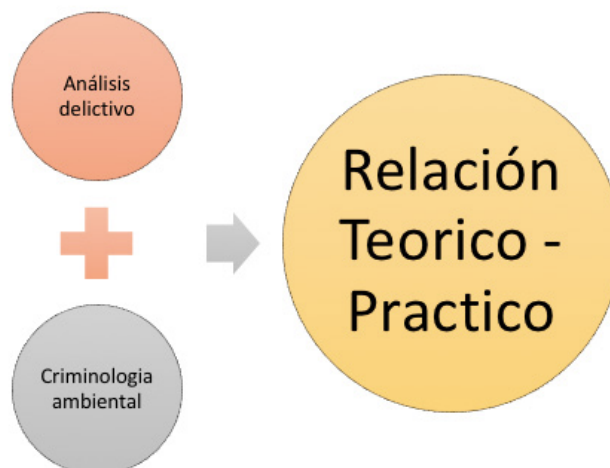 Análisis
delictivo
Criminologia
ambiental
Relación
Teorico -
Practico